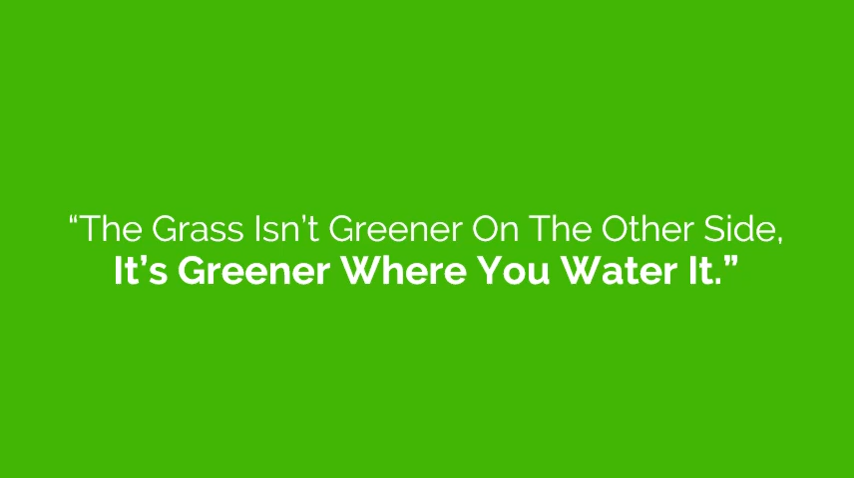 “The Grass Isn’t Greener On The Other Side,
It’s Greener Where You Water It.”